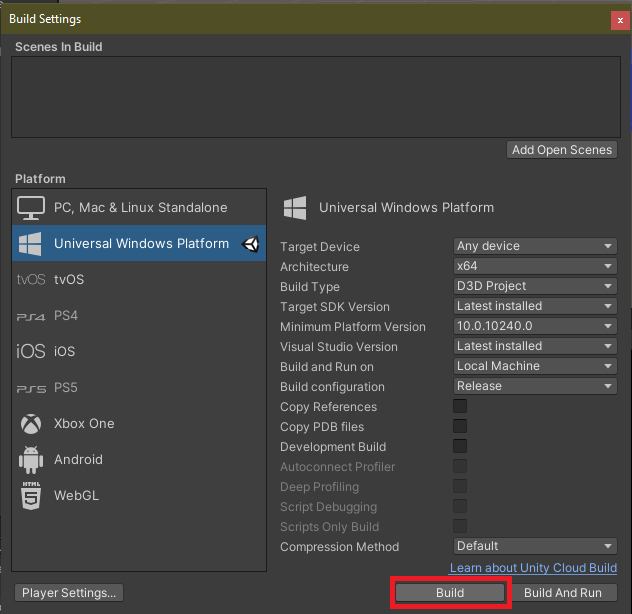 Build Settings
x
Scenes In Build
Add Open Scenes
Platform
PC, Mac & Linux Standalone
Universal Windows Platform
tvOS tvOS
PS4 PS4
iOS iOS
PS5 PS5
Xbox One
Android
HTML 5 WebGL
Universal Windows Platform
Target Device Any device
Architecture x64
Build Type D3D Project
Target SDK Version Latest installed
Minimum Platform Version 10.0.10240.0
Visual Studio Version Latest installed
Build and Run on Local Machine
Build configuration Release
Copy References
Copy PDB files
Development Build
Autoconnect Profiler
Deep Profiling
Script Debugging
Scripts Only Build
Compression Method Default
Learn about Unity Cloud Build
Player Settings... Build Build And Run